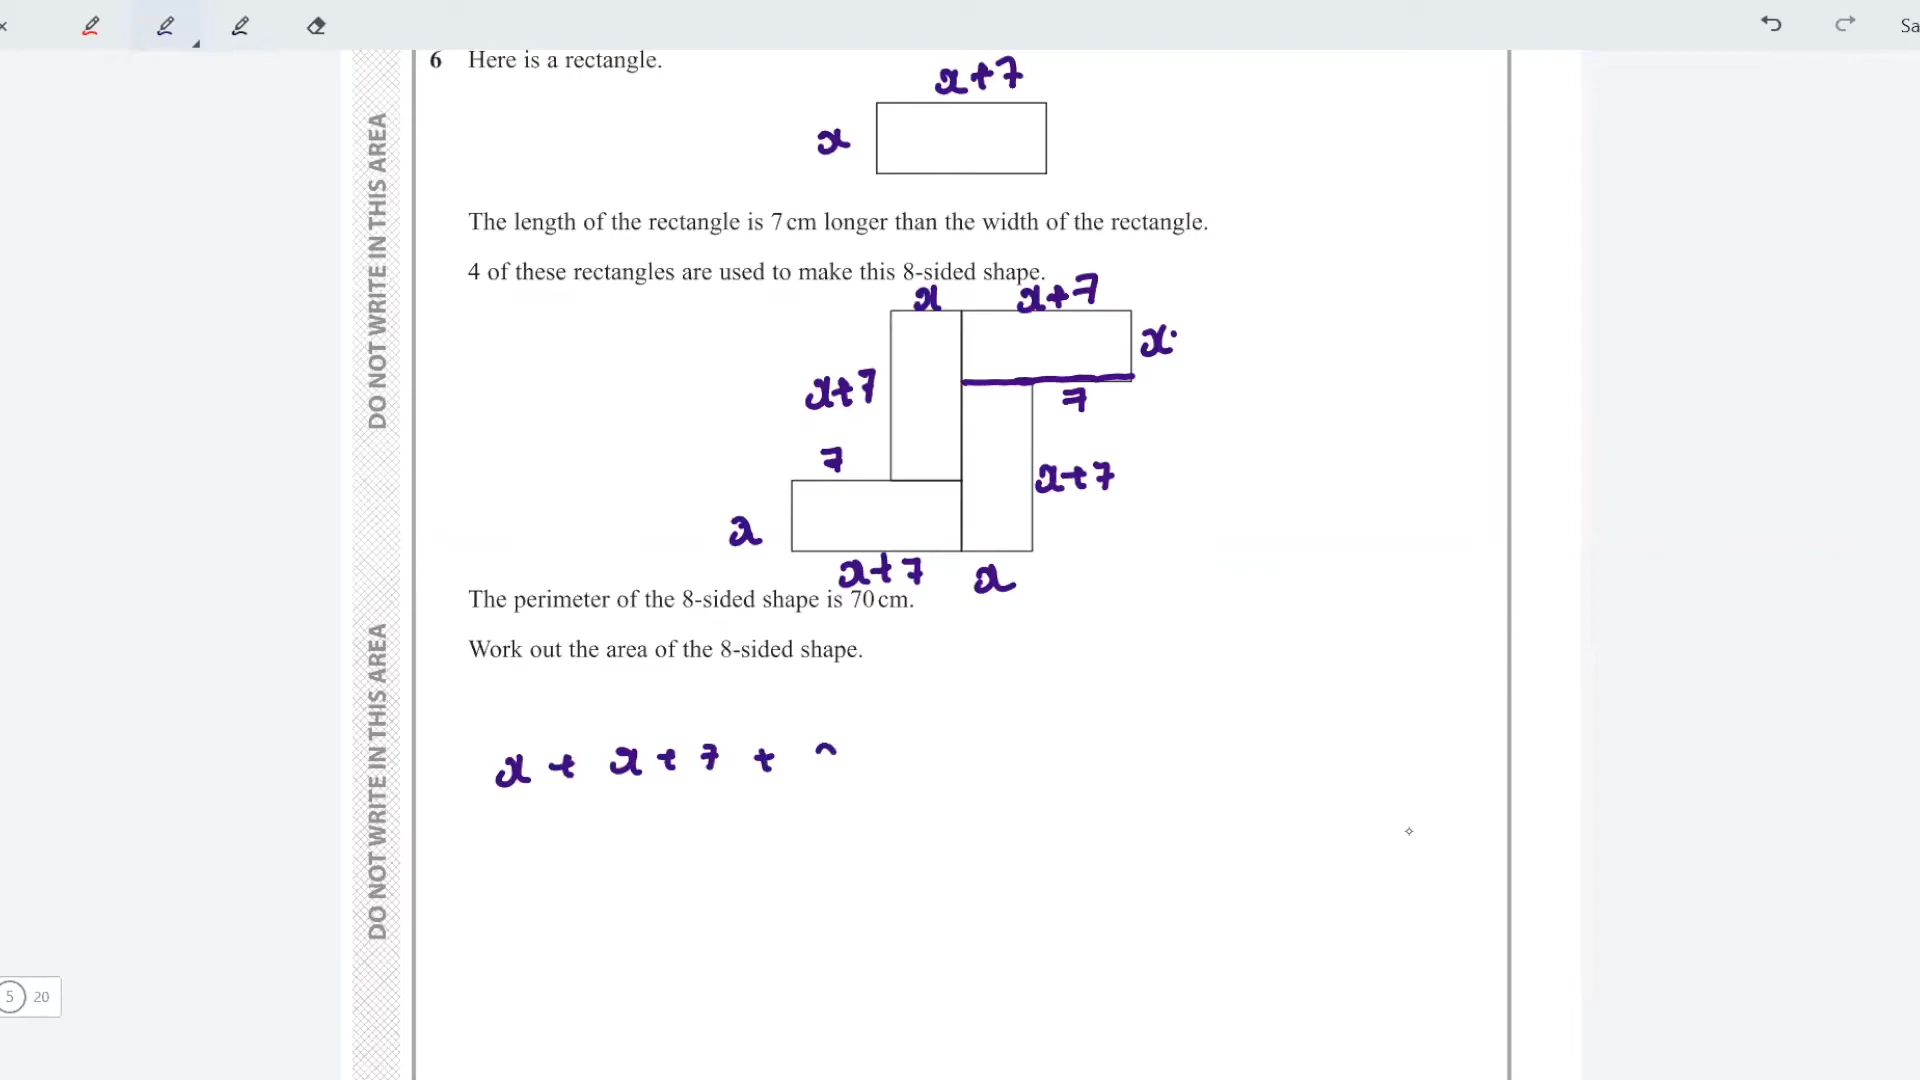 Sa
6 Here is a rectangle.
x+7
x
DO NOT WRITE IN THIS AREA
The length of the rectangle is 7 cm longer than the width of the rectangle.
4 of these rectangles are used to make this 8-sided shape.
x x+7
x
x+7
7
7
x+7
x
x+7 x
The perimeter of the 8-sided shape is 70 cm.
Work out the area of the 8-sided shape.
DO NOT WRITE IN THIS AREA
x + x + 7 +
5 20